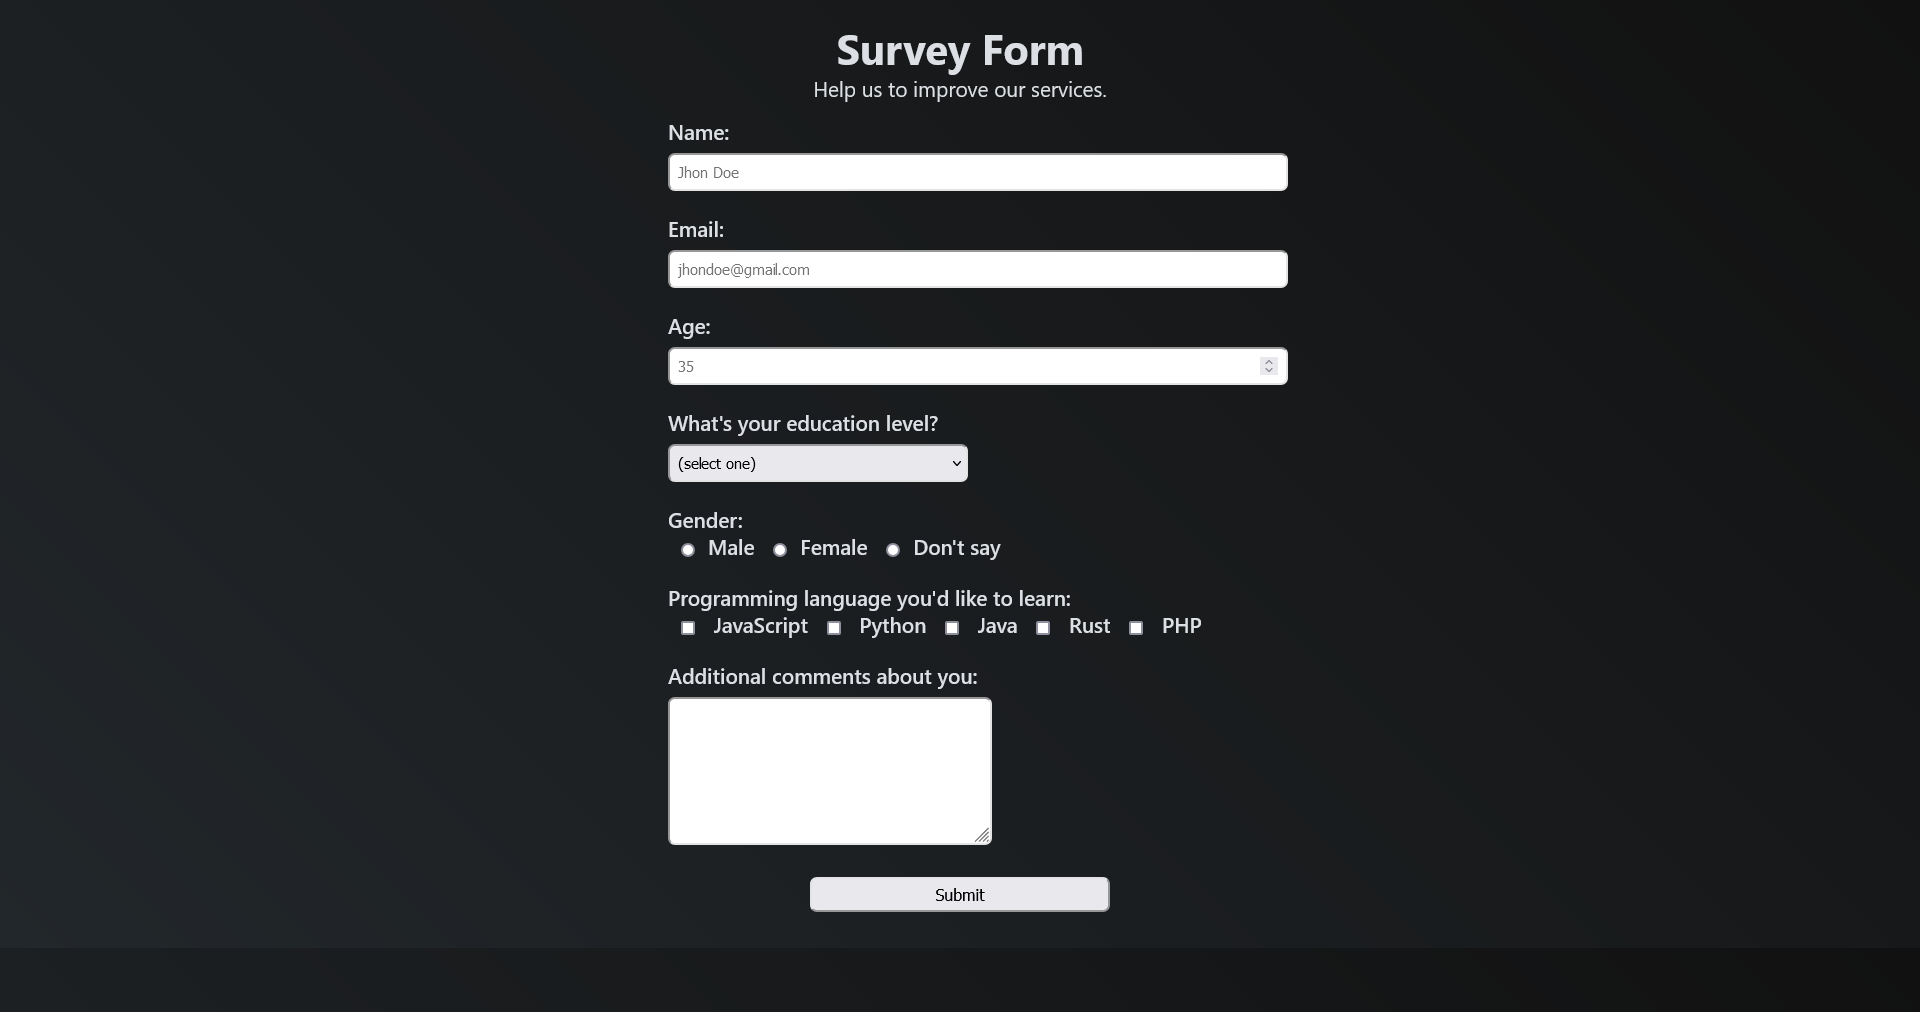 Survey Form
Help us to improve our services.
Name:
Jhon Doe
Email:
jhondoe@gmail.com
Age:
35
What's your education level?
(select one)
Gender:
Male Female Don't say
Programming language you'd like to learn:
JavaScript Python Java Rust PHP
Additional comments about you:
Submit